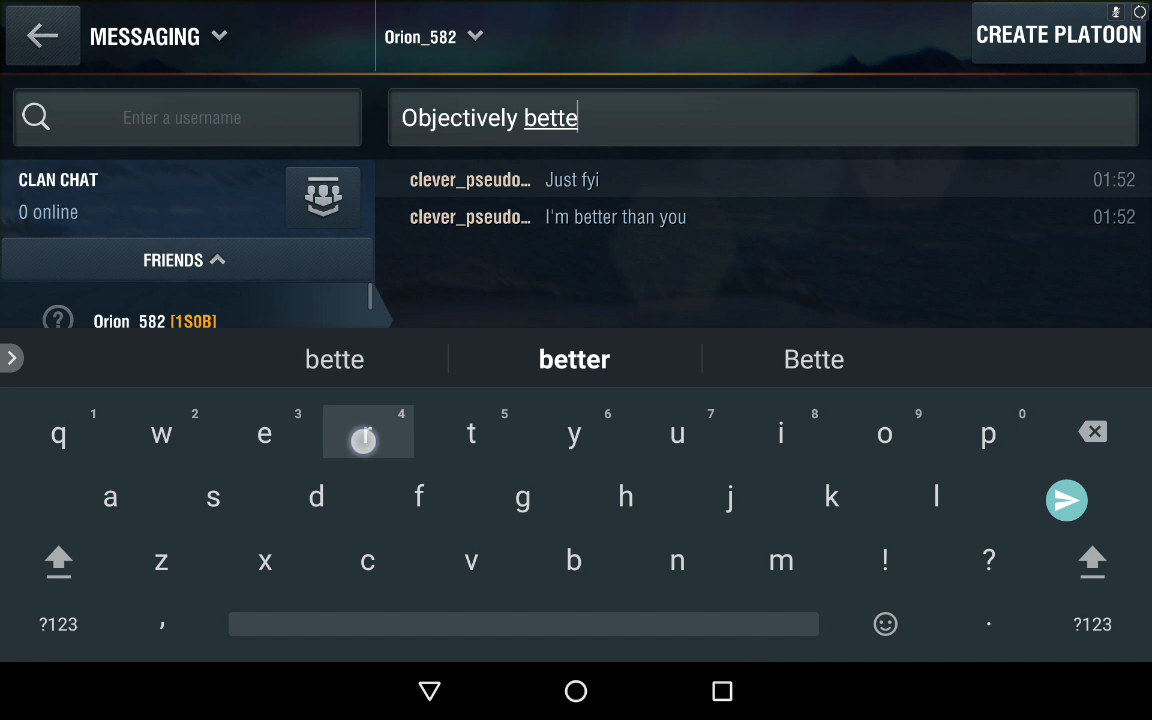 MESSAGING
Orion_582
CREATE PLATOON
Enter a username
Objectively bette
CLAN CHAT
0 online
clever_pseudo... Just fyi 01:52
clever_pseudo... I'm better than you 01:52
FRIENDS
Orion_582 [1SOB]
bette better Bette
1 2 3 4 5 6 7 8 9 0
q w e r t y u i o p
a s d f g h j k l
z x c v b n m ! ?
?123 , . ?123